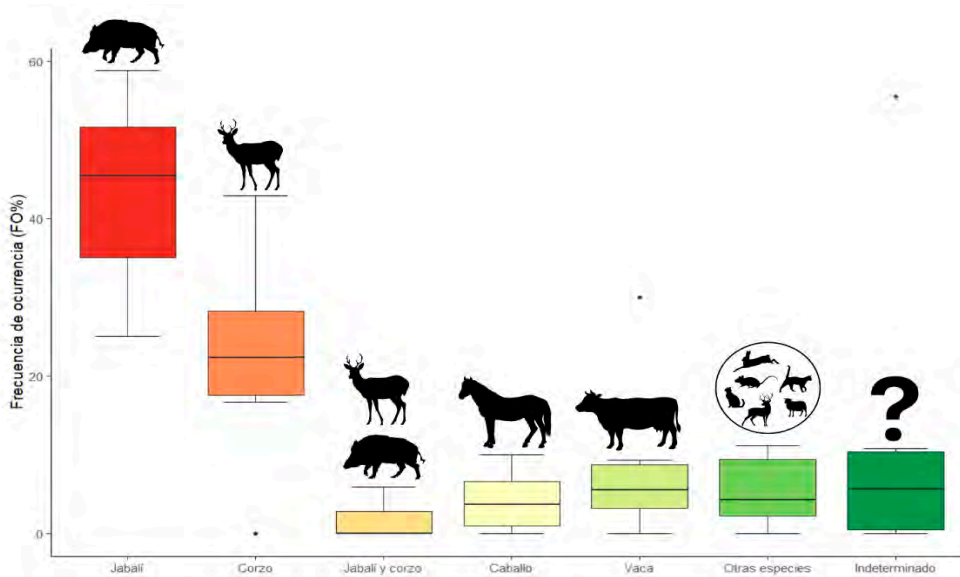 Frecuencia de ocurrencia (FO%)
60
40
20
0
?
Jabalí
Corzo
Jabalí y corzo
Caballo
Vaca
Otras especies
Indeterminado